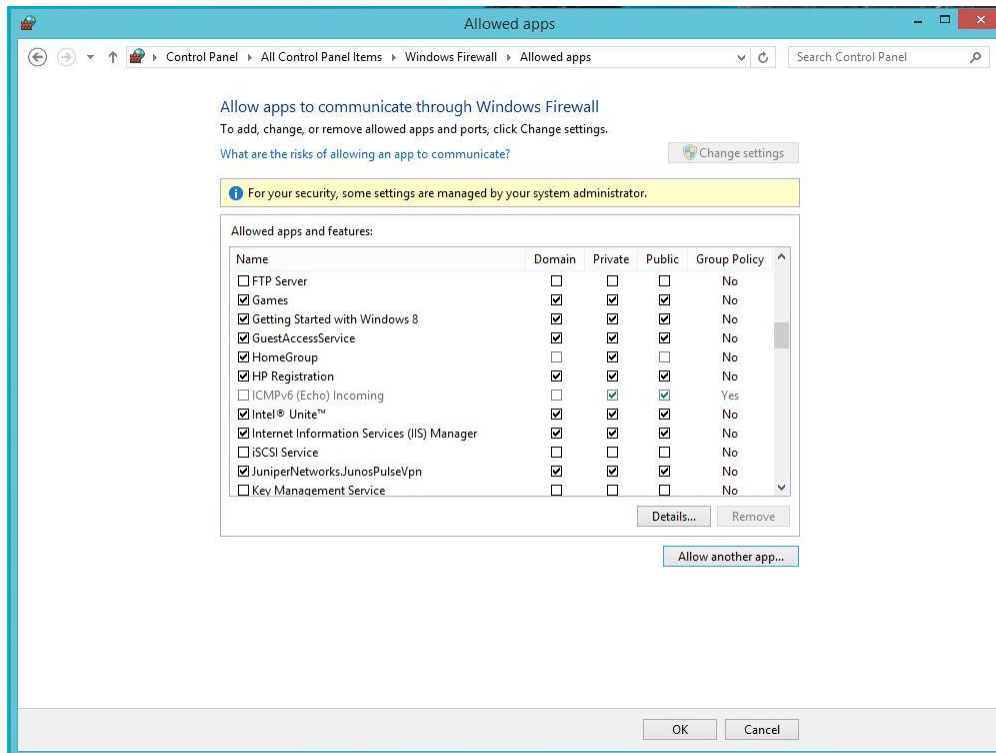 Allowed apps
Control Panel All Control Panel Items Windows Firewall Allowed apps
Search Control Panel
Allow apps to communicate through Windows Firewall
To add, change, or remove allowed apps and ports, click Change settings.
What are the risks of allowing an app to communicate?
Change settings
For your security, some settings are managed by your system administrator.
Allowed apps and features:
Name Domain Private Public Group Policy
FTP Server No
Games No
Getting Started with Windows 8 No
GuestAccessService No
HomeGroup No
HP Registration No
ICMPv6 (Echo) Incoming Yes
Intel® Unite™ No
Internet Information Services (IIS) Manager No
iSCSI Service No
JuniperNetworks.JunosPulseVpn No
Key Management Service No
Details... Remove
Allow another app...
OK Cancel